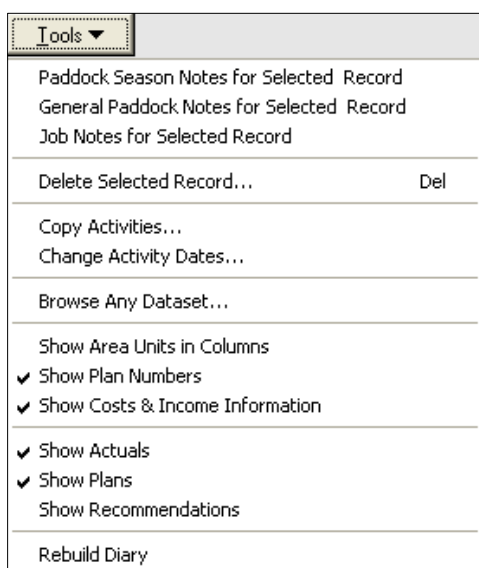 Tools ▼
Paddock Season Notes for Selected Record
General Paddock Notes for Selected Record
Job Notes for Selected Record
Delete Selected Record... Del
Copy Activities...
Change Activity Dates...
Browse Any Dataset...
Show Area Units in Columns
✔ Show Plan Numbers
✔ Show Costs & Income Information
✔ Show Actuals
✔ Show Plans
Show Recommendations
Rebuild Diary